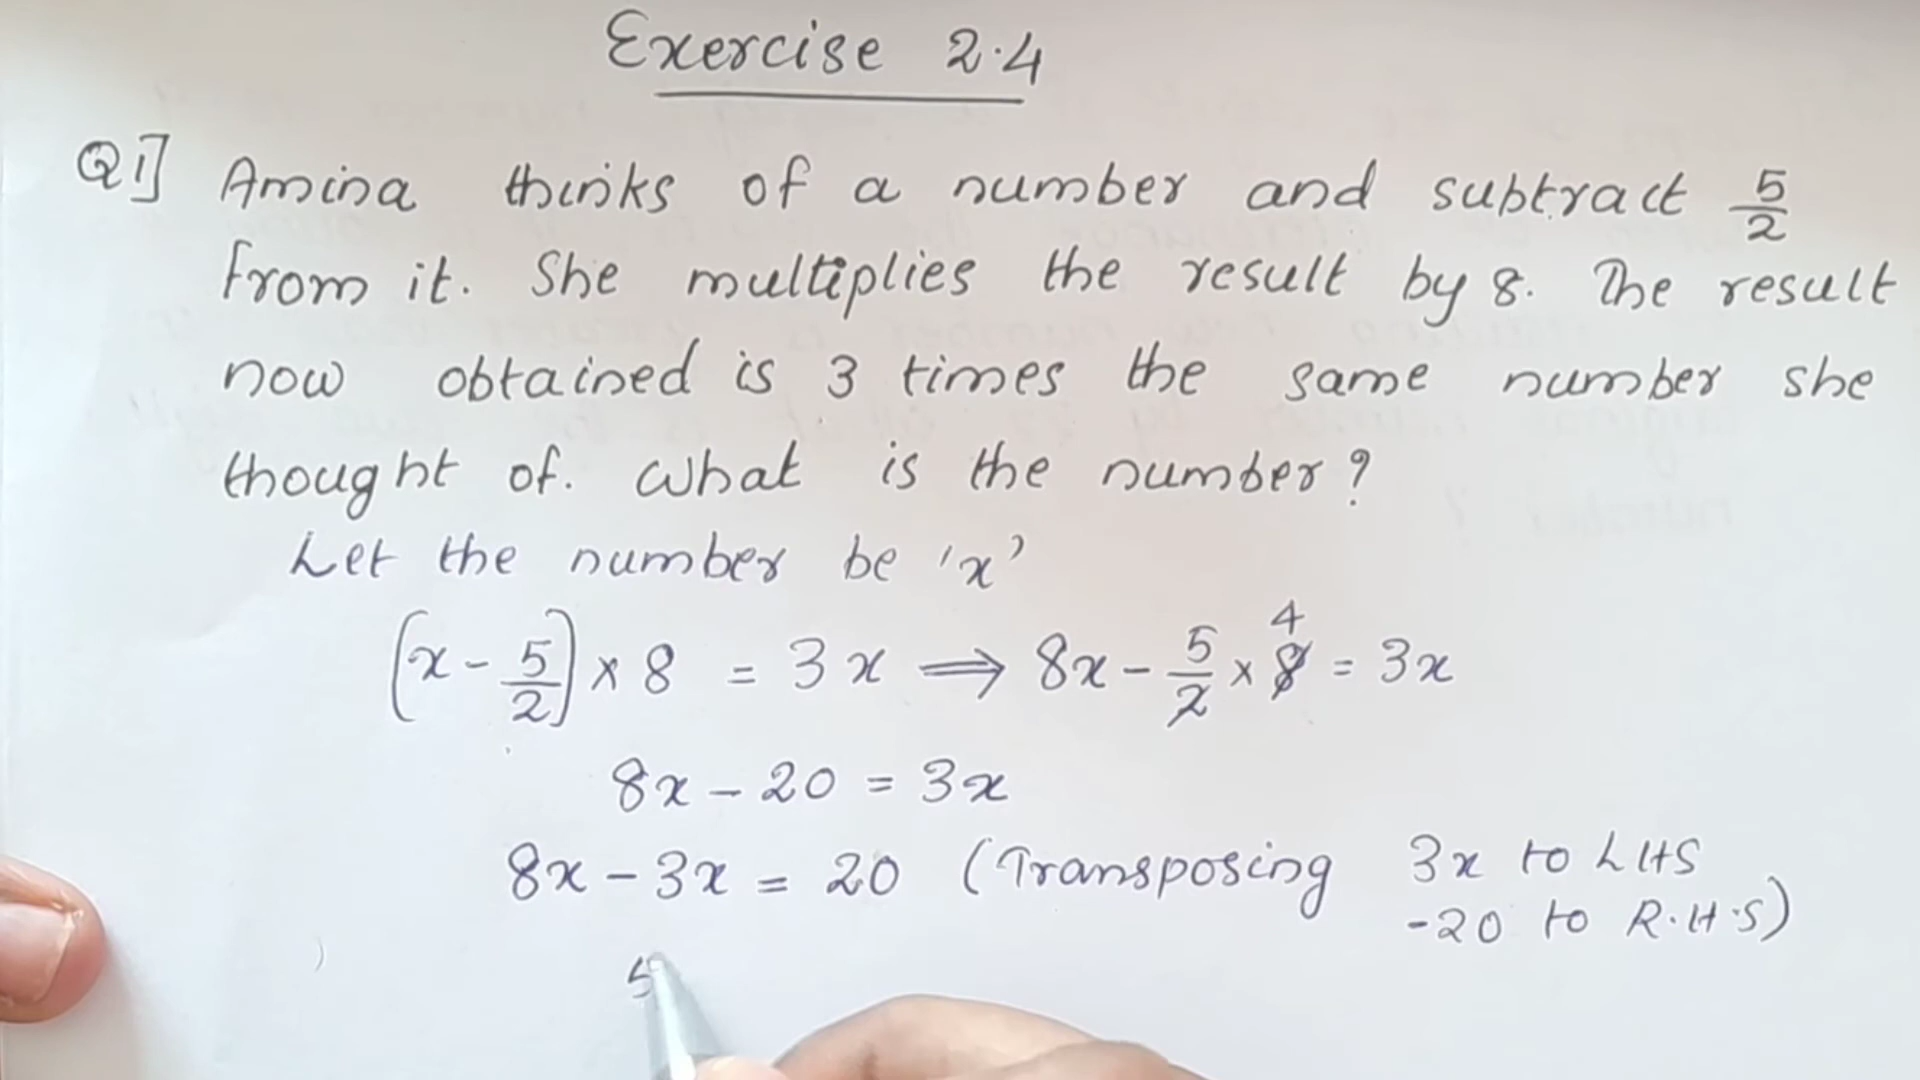 Exercise 2.4
Q1] Amina thinks of a number and subtract 5/2
from it. She multiplies the result by 8. The result
now obtained is 3 times the same number she
thought of. What is the number?
Let the number be 'x'
(x - 5/2) × 8 = 3x ⟹ 8x - 5/2 × 8 4 = 3x
8x - 20 = 3x
8x - 3x = 20 (Transposing 3x to LHS
-20 to R.H.S)
5